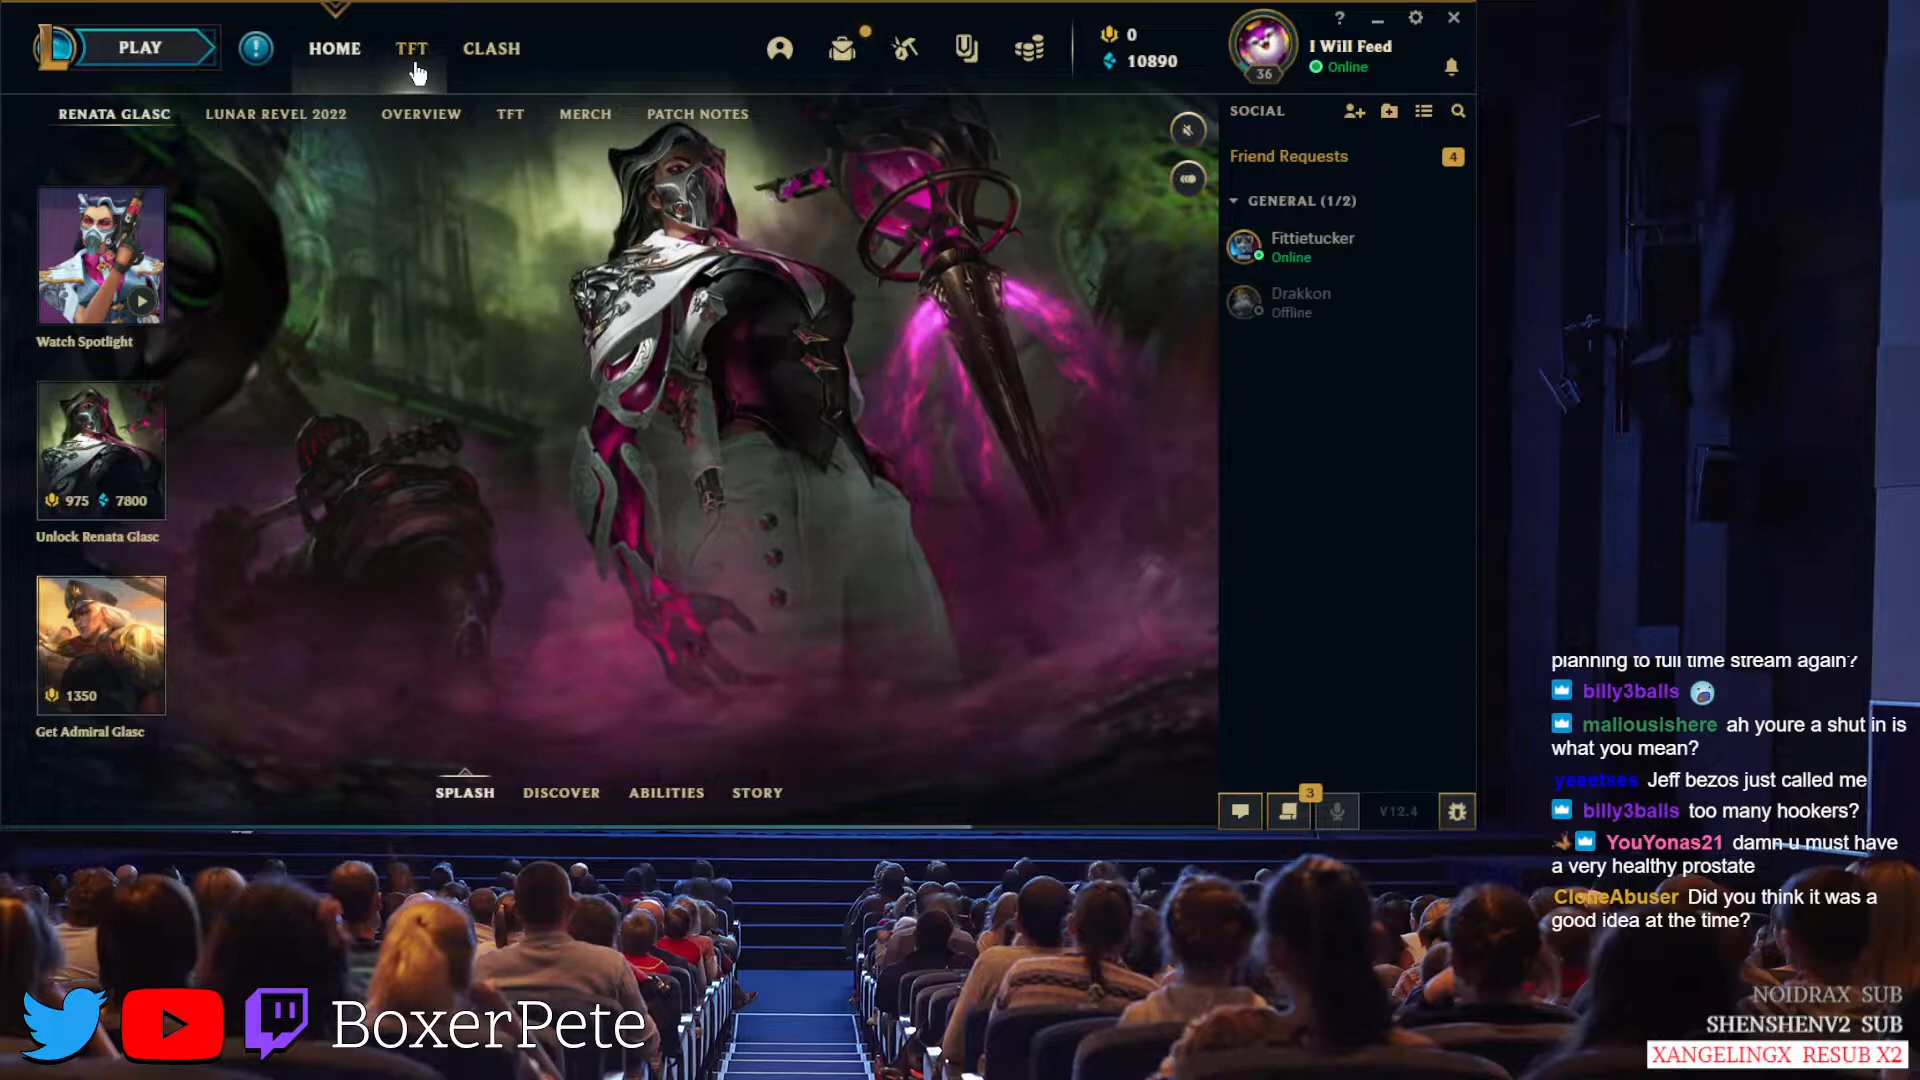 PLAY
HOME
TFT
CLASH
0
10890
36
I Will Feed
Online
RENATA GLASC
LUNAR REVEL 2022
OVERVIEW
TFT
MERCH
PATCH NOTES
SOCIAL
Friend Requests
4
GENERAL (1/2)
Fittietucker
Online
Drakkon
Offline
Watch Spotlight
975 7800
Unlock Renata Glasc
1350
Get Admiral Glasc
SPLASH
DISCOVER
ABILITIES
STORY
3
V12.4
planning to full time stream again?
billy3balls
mallousishere ah youre a shut in is
what you mean?
yeeetses Jeff bezos just called me
billy3balls too many hookers?
YouYonas21 damn u must have
a very healthy prostate
CloneAbuser Did you think it was a
good idea at the time?
BoxerPete
NOIDRAX SUB
SHENSHENV2 SUB
XANGELINGX RESUB X2